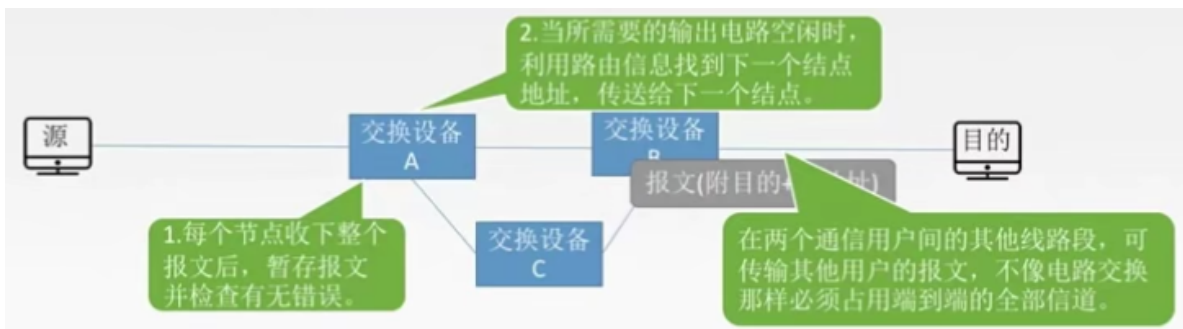 2.当所需要的输出电路空闲时，
利用路由信息找到下一个结点
地址，传送给下一个结点。
源
交换设备
A
交换设备
B
目的
报文(附目的+
址)
1.每个节点收下整个
报文后，暂存报文
并检查有无错误。
交换设备
C
在两个通信用户间的其他线路段，可
传输其他用户的报文，不像电路交换
那样必须占用端到端的全部信道。